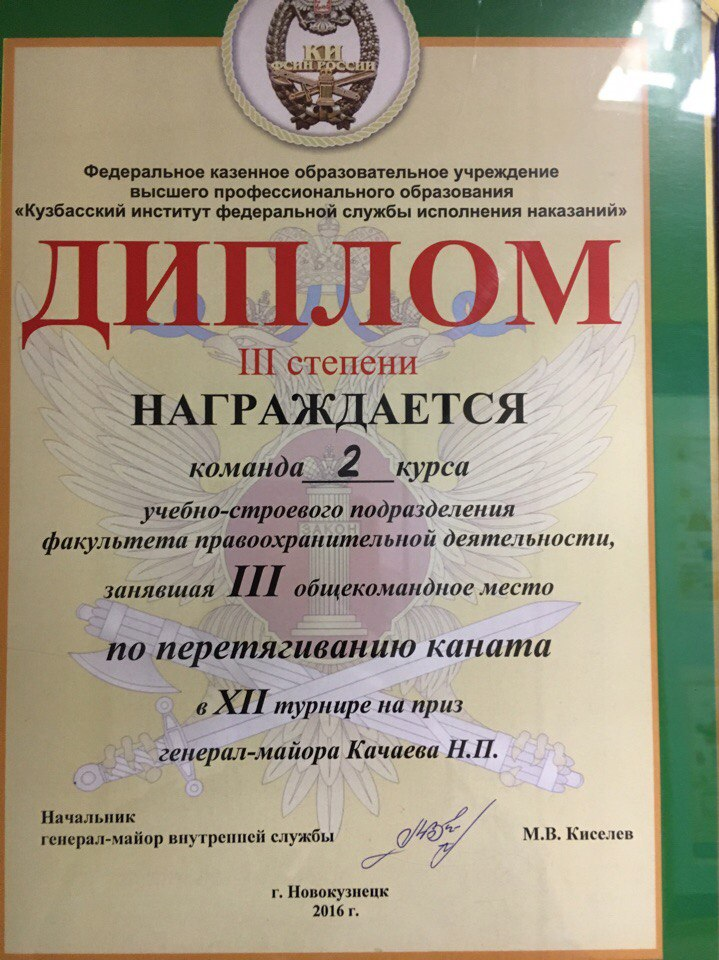 КИ
ФСИН РОССИИ
Федеральное казенное образовательное учреждение
высшего профессионального образования
«Кузбасский институт федеральной службы исполнения наказаний»
ДИПЛОМ
III степени
НАГРАЖДАЕТСЯ
команда 2 курса
учебно-строевого подразделения
ЗАКОН
факультета правоохранительной деятельности,
занявшая III общекомандное место
по перетягиванию каната
в XII турнире на приз
генерал-майора Качаева Н.П.
Начальник
генерал-майор внутренней службы М.В. Киселев
г. Новокузнецк
2016 г.